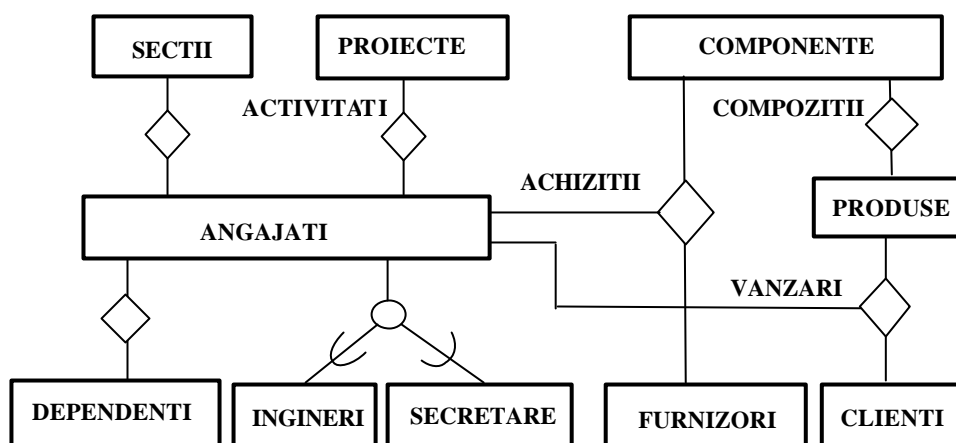 SECTII
PROIECTE
COMPONENTE
ACTIVITATI
COMPOZITII
ACHIZITII
PRODUSE
ANGAJATI
VANZARI
DEPENDENTI
INGINERI
SECRETARE
FURNIZORI
CLIENTI